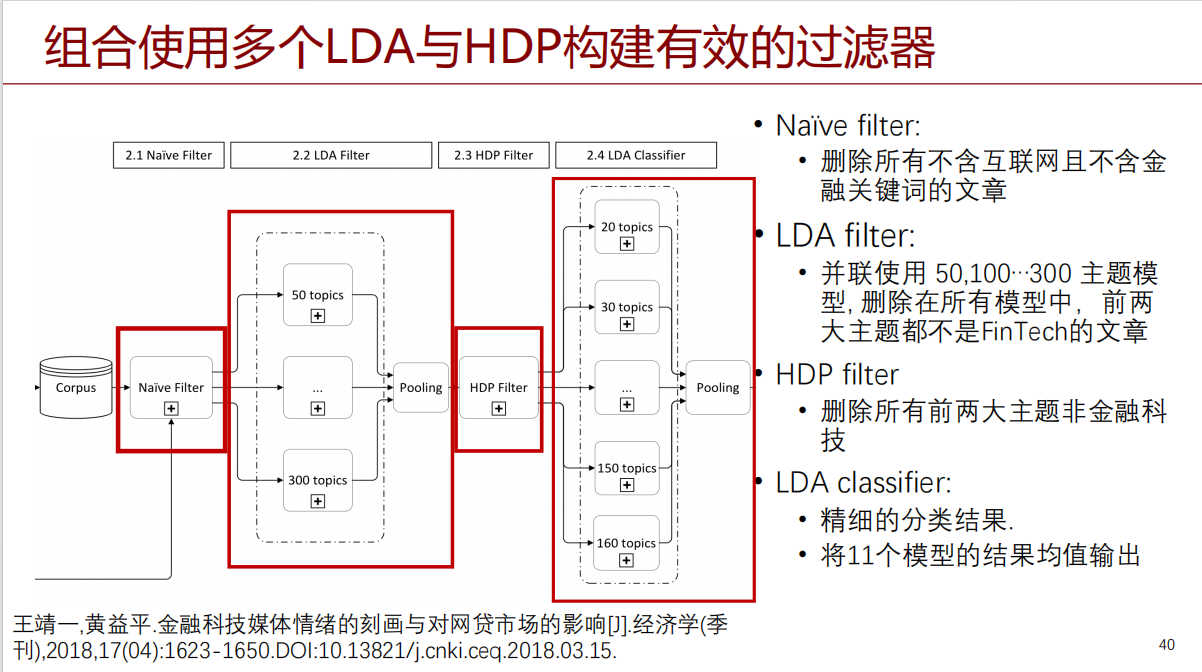 组合使用多个LDA与HDP构建有效的过滤器
2.1 Naïve Filter
2.2 LDA Filter
2.3 HDP Filter
2.4 LDA Classifier
Corpus
Naïve Filter
50 topics
...
300 topics
Pooling
HDP Filter
20 topics
30 topics
...
150 topics
160 topics
Pooling
• Naïve filter:
• 删除所有不含互联网且不含金
融关键词的文章
• LDA filter:
• 并联使用 50,100…300 主题模
型, 删除在所有模型中，前两
大主题都不是FinTech的文章
• HDP filter
• 删除所有前两大主题非金融科
技
• LDA classifier:
• 精细的分类结果.
• 将11个模型的结果均值输出
王靖一,黄益平.金融科技媒体情绪的刻画与对网贷市场的影响[J].经济学(季
刊),2018,17(04):1623-1650.DOI:10.13821/j.cnki.ceq.2018.03.15.
40